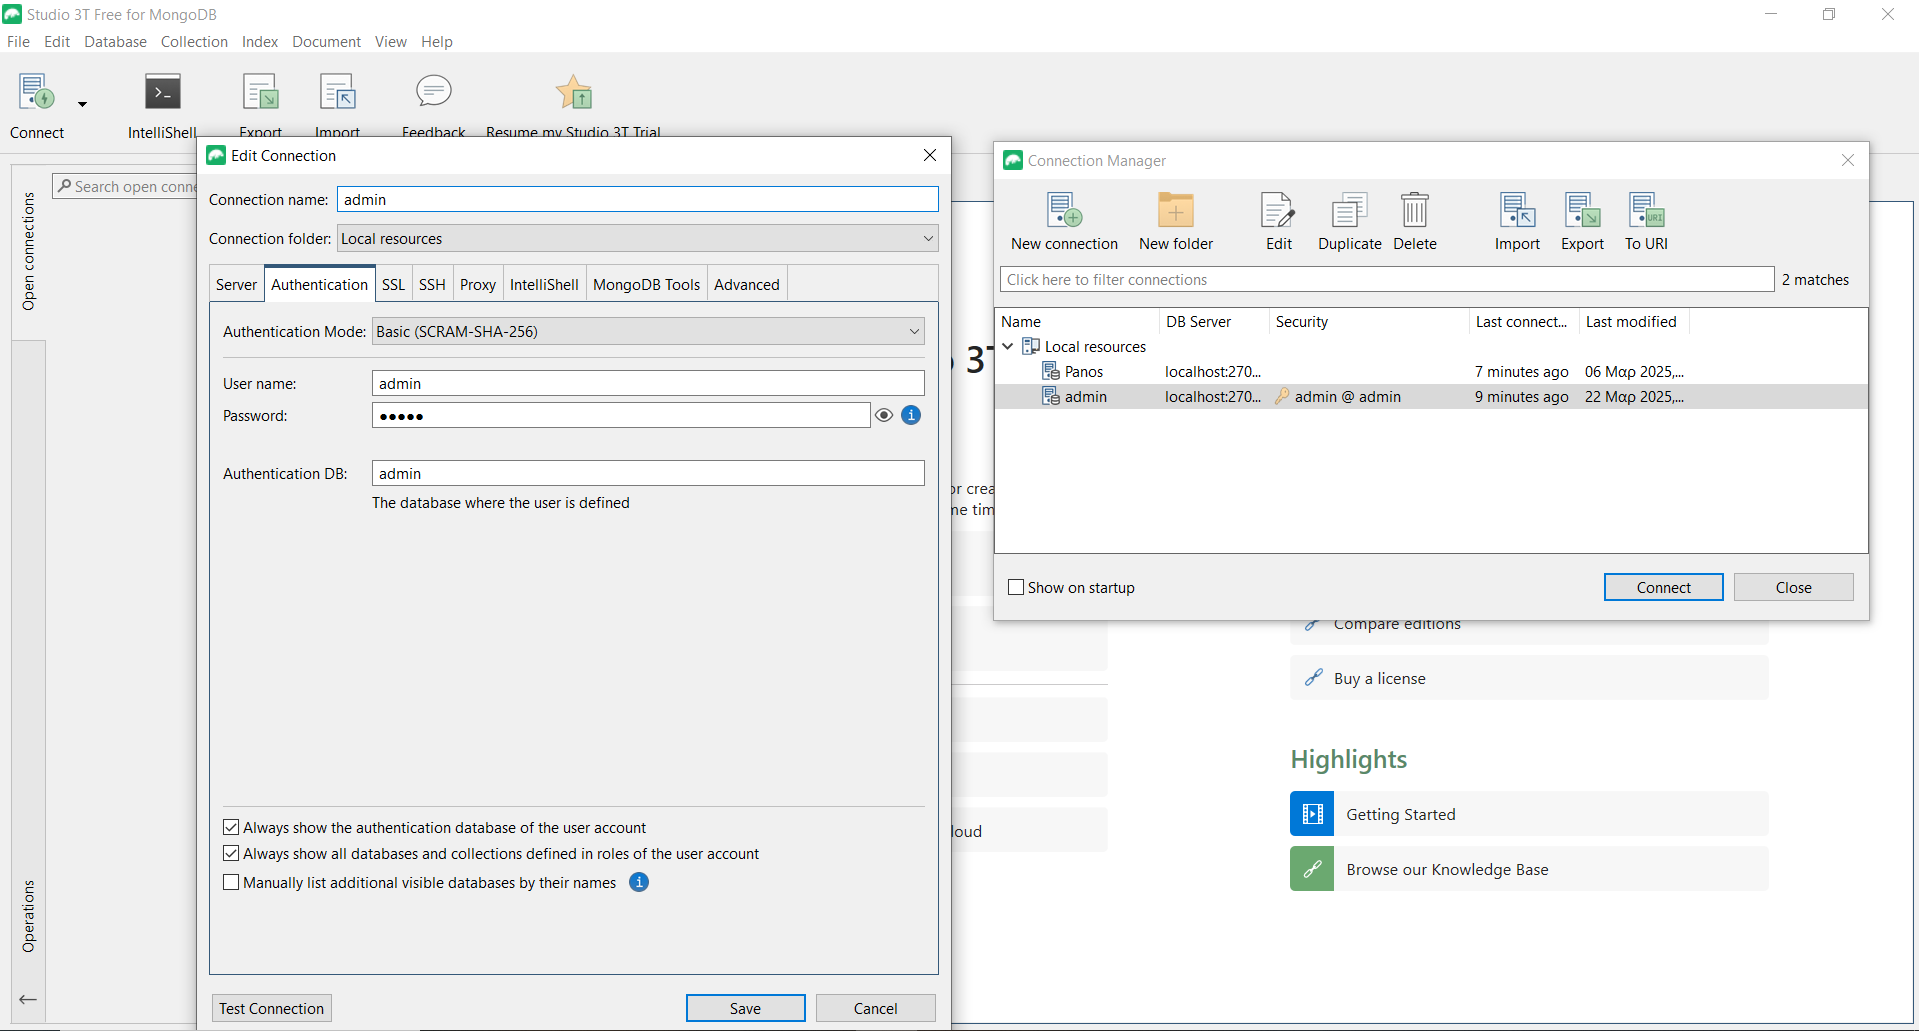 Studio 3T Free for MongoDB
File Edit Database Collection Index Document View Help
Connect IntelliShell Export Import Feedback Resume my Studio 3T Trial
Open connections
Search open conne
Operations
Edit Connection
Connection name: admin
Connection folder: Local resources
Server Authentication SSL SSH Proxy IntelliShell MongoDB Tools Advanced
Authentication Mode: Basic (SCRAM-SHA-256)
User name: admin
Password: ●●●●●
Authentication DB: admin
The database where the user is defined
Always show the authentication database of the user account
Always show all databases and collections defined in roles of the user account
Manually list additional visible databases by their names
Test Connection Save Cancel
Connection Manager
New connection New folder Edit Duplicate Delete Import Export To URI
Click here to filter connections 2 matches
Name DB Server Security Last connect... Last modified
Local resources
Panos localhost:270... 7 minutes ago 06 Μαρ 2025,...
admin localhost:270... admin @ admin 9 minutes ago 22 Μαρ 2025,...
Show on startup Connect Close
3T
or crea
me tim
loud
Compare editions
Buy a license
Highlights
Getting Started
Browse our Knowledge Base